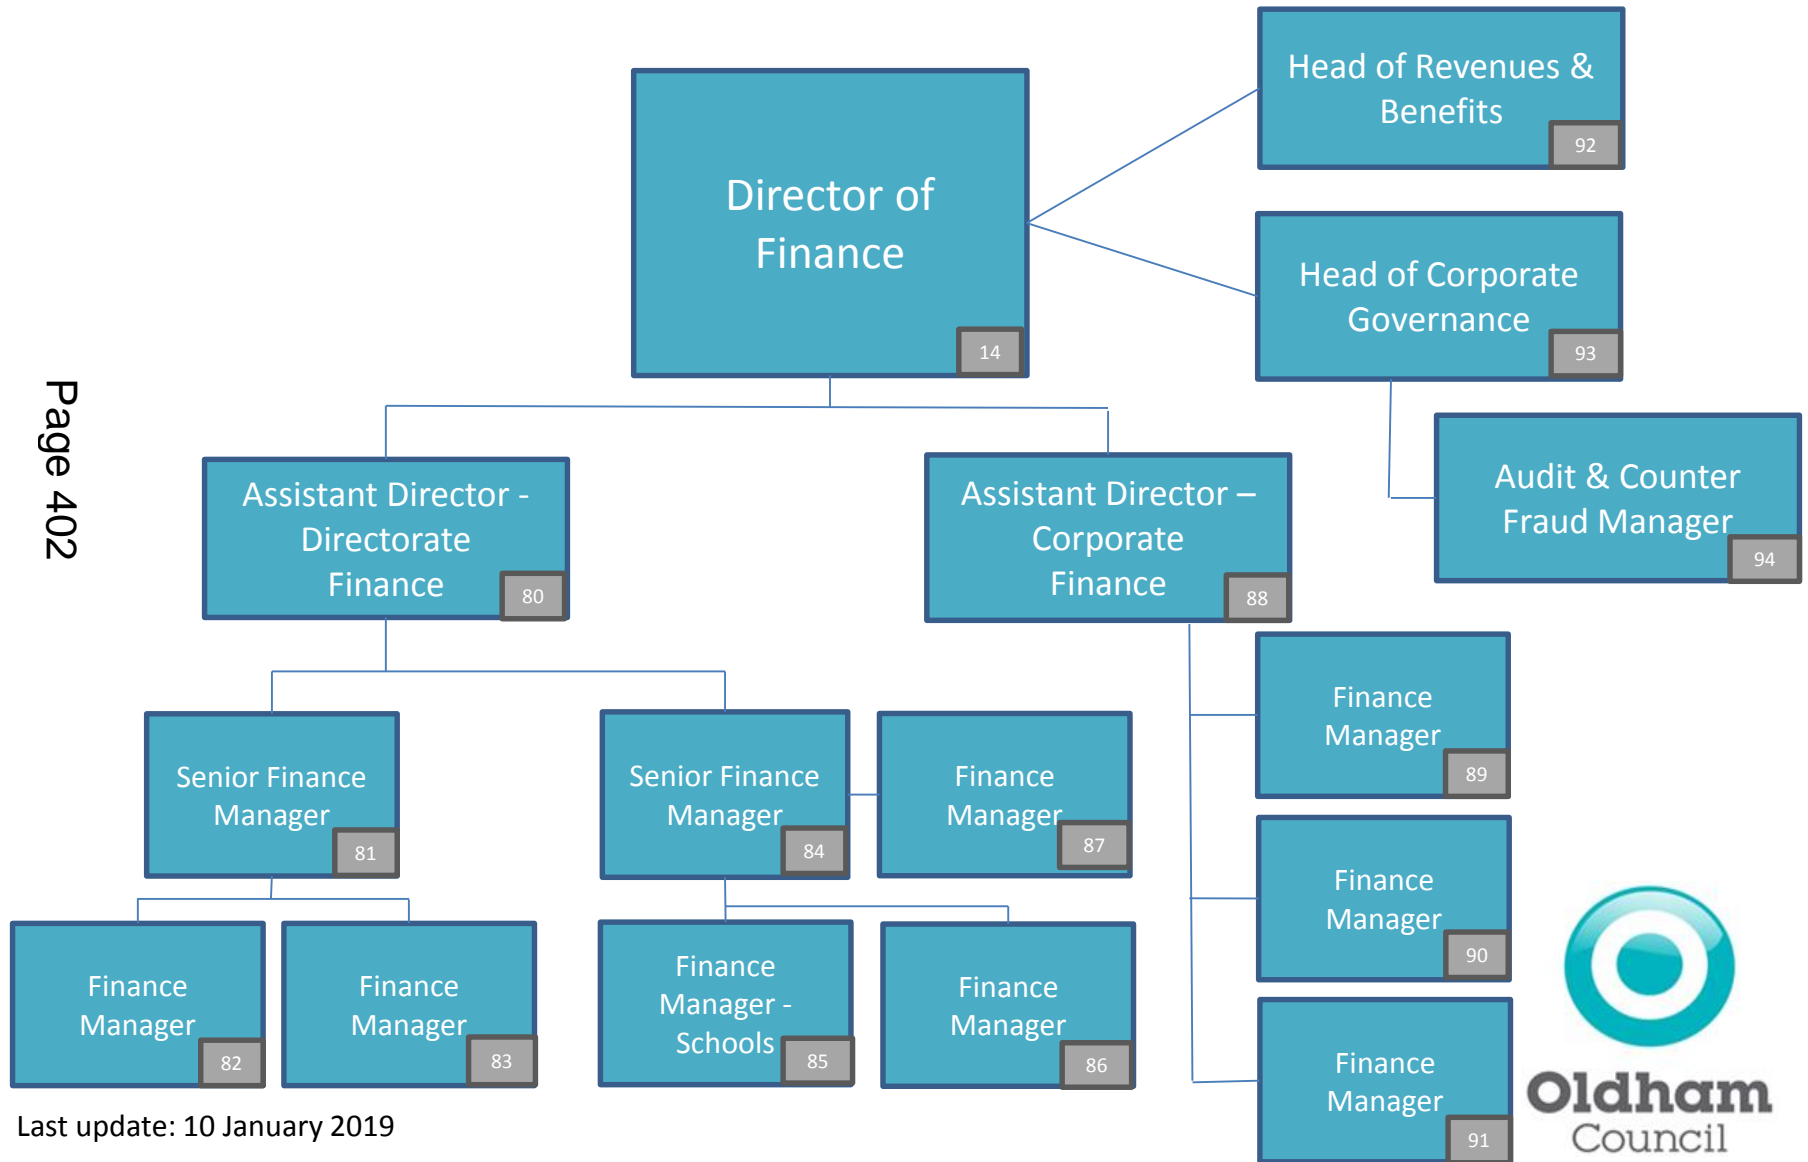 Head of Revenues &
Benefits
92
Director of
Finance
14
Head of Corporate
Governance
93
Audit & Counter
Fraud Manager
94
Page 402
Assistant Director -
Directorate
Finance
80
Assistant Director –
Corporate
Finance
88
Senior Finance
Manager
81
Senior Finance
Manager
84
Finance
Manager
87
Finance
Manager
89
Finance
Manager
90
Finance
Manager
91
Finance
Manager
82
Finance
Manager
83
Finance
Manager -
Schools
85
Finance
Manager
86
Oldham
Council
Last update: 10 January 2019